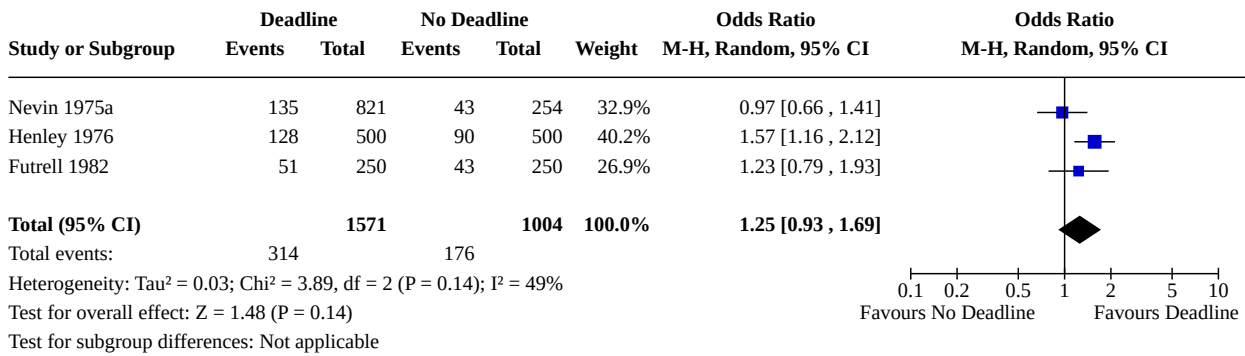 Deadline No Deadline Odds Ratio Odds Ratio
Study or Subgroup Events Total Events Total Weight M-H, Random, 95% CI M-H, Random, 95% CI
Nevin 1975a 135 821 43 254 32.9% 0.97 [0.66 , 1.41]
Henley 1976 128 500 90 500 40.2% 1.57 [1.16 , 2.12]
Futrell 1982 51 250 43 250 26.9% 1.23 [0.79 , 1.93]
Total (95% CI) 1571 1004 100.0% 1.25 [0.93 , 1.69]
Total events: 314 176
Heterogeneity: Tau² = 0.03; Chi² = 3.89, df = 2 (P = 0.14); I² = 49%
0.1 0.2 0.5 1 2 5 10
Test for overall effect: Z = 1.48 (P = 0.14) Favours No Deadline Favours Deadline
Test for subgroup differences: Not applicable